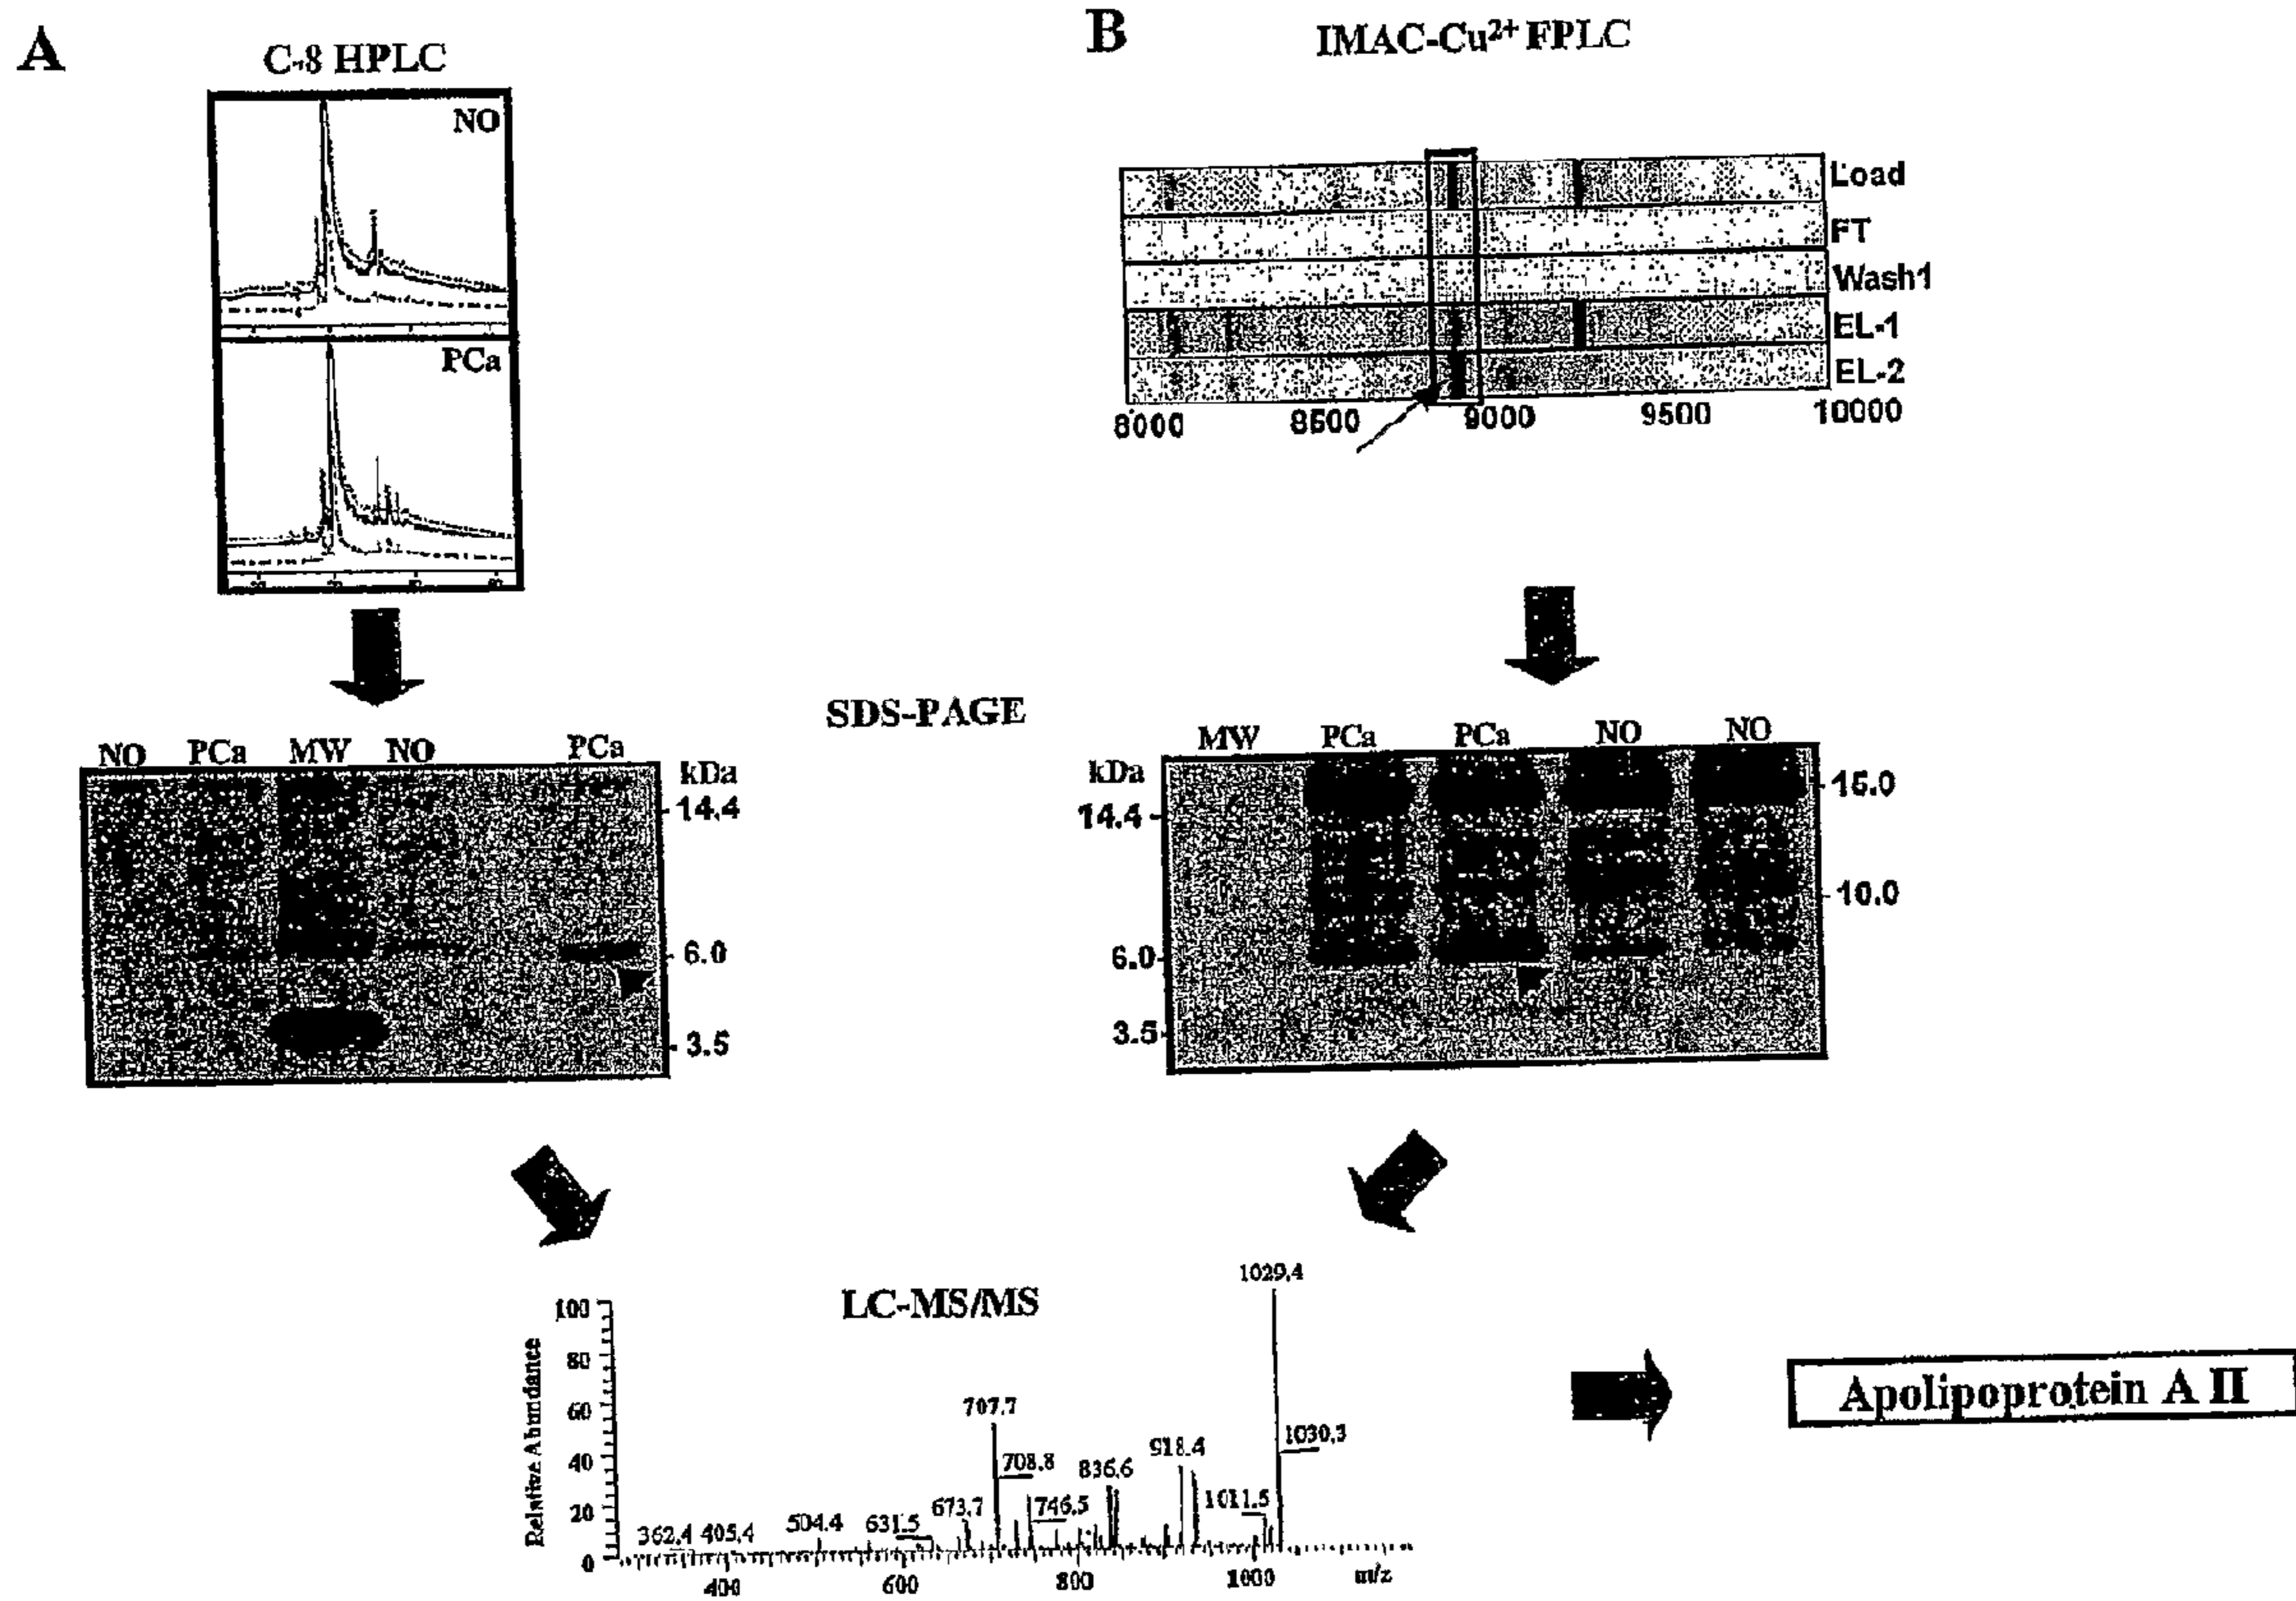 A
C-8 HPLC
NO
PCa
B
IMAC-Cu²⁺ FPLC
Load
FT
Wash1
EL-1
EL-2
8000 8500 9000 9500 10000
SDS-PAGE
NO PCa MW NO PCa
kDa
14.4
6.0
3.5
MW PCa PCa NO NO
kDa
14.4
6.0
3.5
15.0
10.0
LC-MS/MS
Relative Abundance
100
80
60
40
20
0
362.4 405.4 504.4 631.5 673.7 707.7 708.8 746.5 836.6 918.4 1011.5 1029.4 1030.3
400 600 800 1000 m/z
Apolipoprotein A II